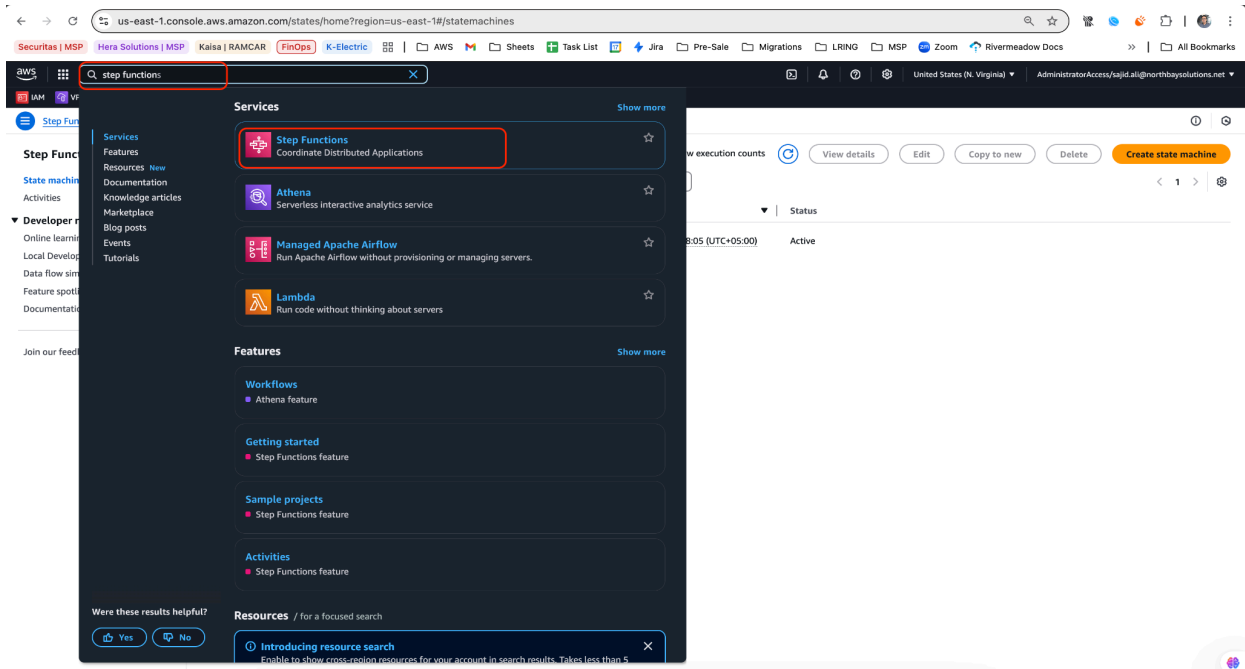 us-east-1.console.aws.amazon.com/states/home?region=us-east-1#/statemachines
Securitas | MSP Hera Solutions | MSP Kaisa | RAMCAR FinOps K-Electric AWS Sheets Task List Jira Pre-Sale Migrations LRING MSP Zoom Rivermeadow Docs All Bookmarks
aws step functions United States (N. Virginia) AdministratorAccess/sajid.ali@northbaysolutions.net
IAM
Step Fun
Step Funct
State machin
Activities
Developer r
Online learnin
Local Develop
Data flow sim
Feature spotli
Documentatio
Join our feed
Services
Features
Resources New
Documentation
Knowledge articles
Marketplace
Blog posts
Events
Tutorials
Were these results helpful?
Yes No
Services Show more
Step Functions
Coordinate Distributed Applications
Athena
Serverless interactive analytics service
Managed Apache Airflow
Run Apache Airflow without provisioning or managing servers.
Lambda
Run code without thinking about servers
Features Show more
Workflows
Athena feature
Getting started
Step Functions feature
Sample projects
Step Functions feature
Activities
Step Functions feature
Resources / for a focused search
Introducing resource search
Enable to show cross-region resources for your account in search results. Takes less than 5
w execution counts View details Edit Copy to new Delete Create state machine
1
Status
8:05 (UTC+05:00) Active